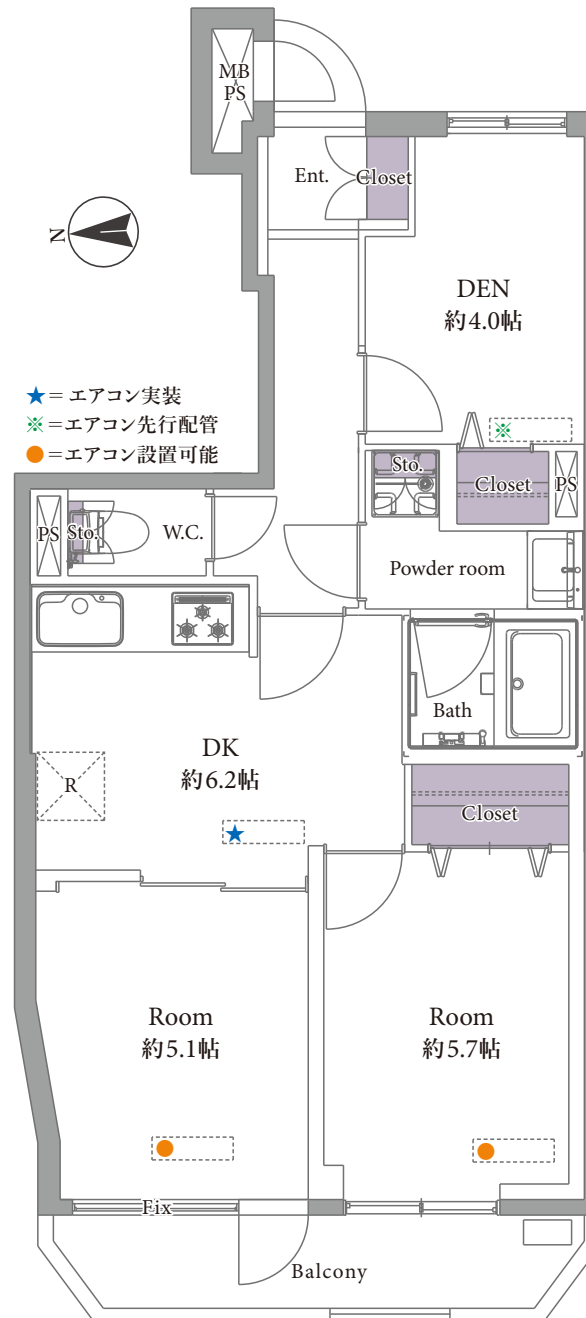 MB
PS
Ent.
Closet
N
DEN
約4.0帖
★=エアコン実装
※=エアコン先行配管
●=エアコン設置可能
Sto.
Closet
PS
PS
Sto.
W.C.
Powder room
Bath
DK
約6.2帖
R
Closet
Room
約5.1帖
Room
約5.7帖
Fix
Balcony